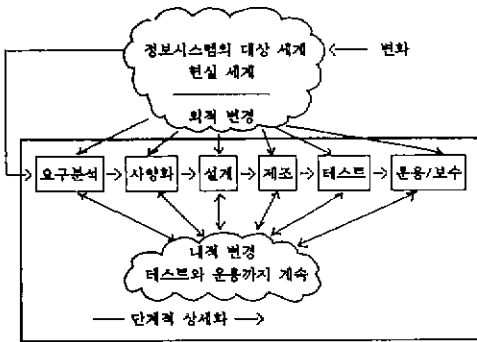 정보시스템의 대상 세계
현실 세계
변화
외적 변경
요구분석
사양화
설계
제조
테스트
운용/보수
내적 변경
테스트와 운용까지 계속
단계적 상세화